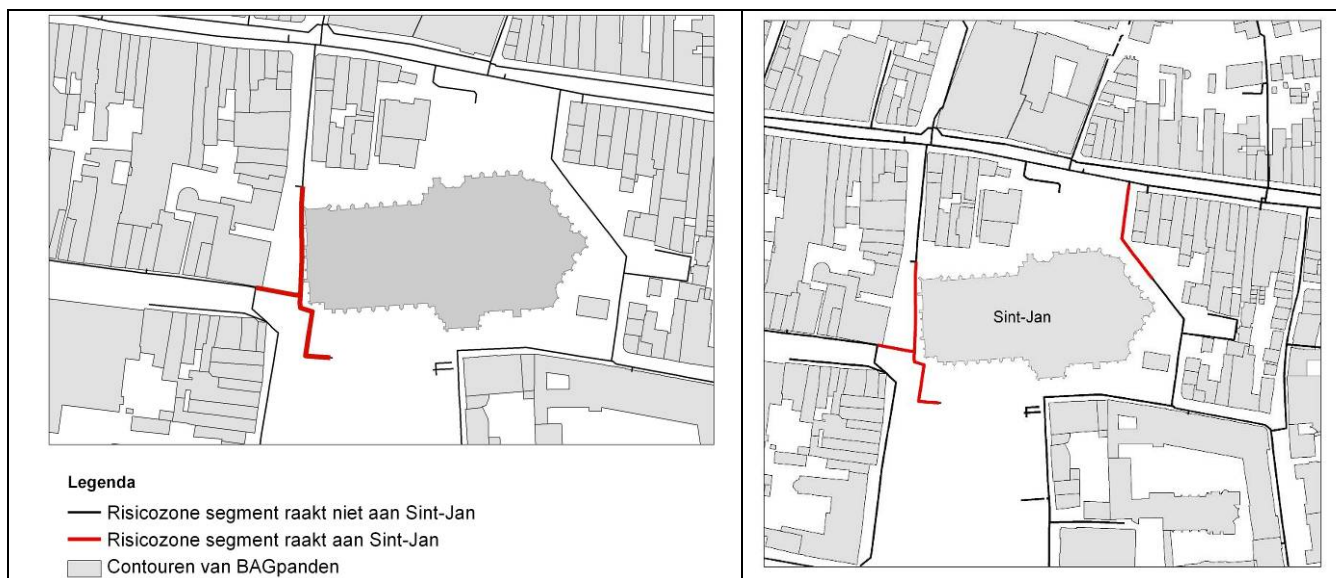 Legenda
Risicozone segment raakt niet aan Sint-Jan
Risicozone segment raakt aan Sint-Jan
Contouren van BAGpanden
Sint-Jan